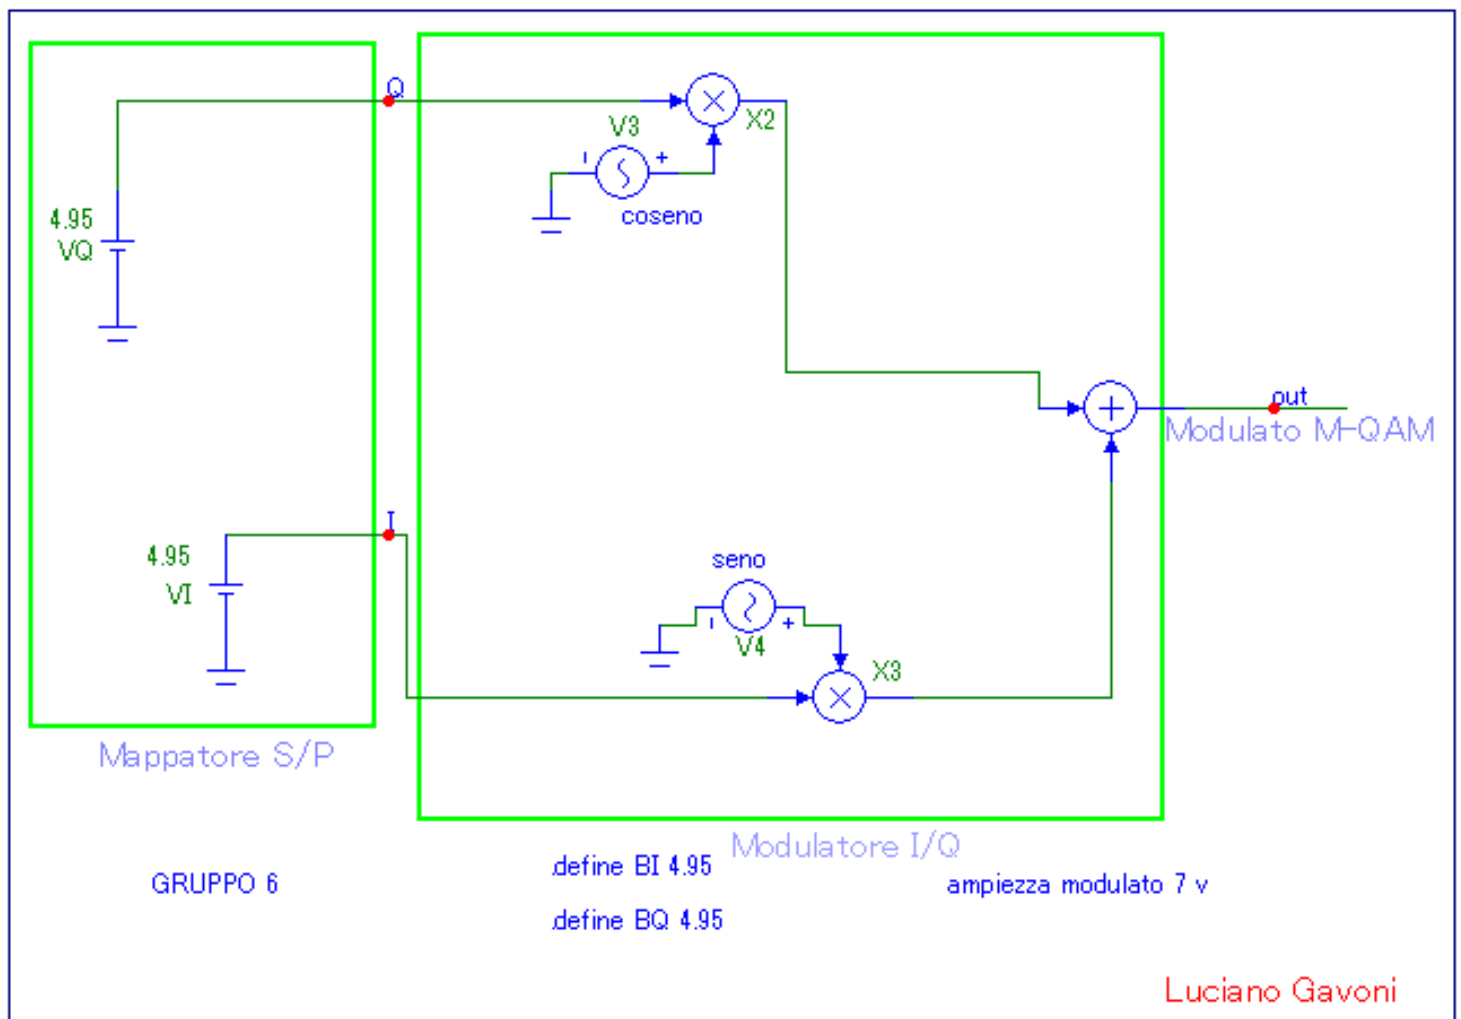 Q
V3
X2
coseno
4.95
VQ
out
Modulato M-QAM
I
4.95
VI
seno
V4
X3
Mappatore S/P
Modulatore I/Q
GRUPPO 6
.define BI 4.95
ampiezza modulato 7 v
.define BQ 4.95
Luciano Gavoni